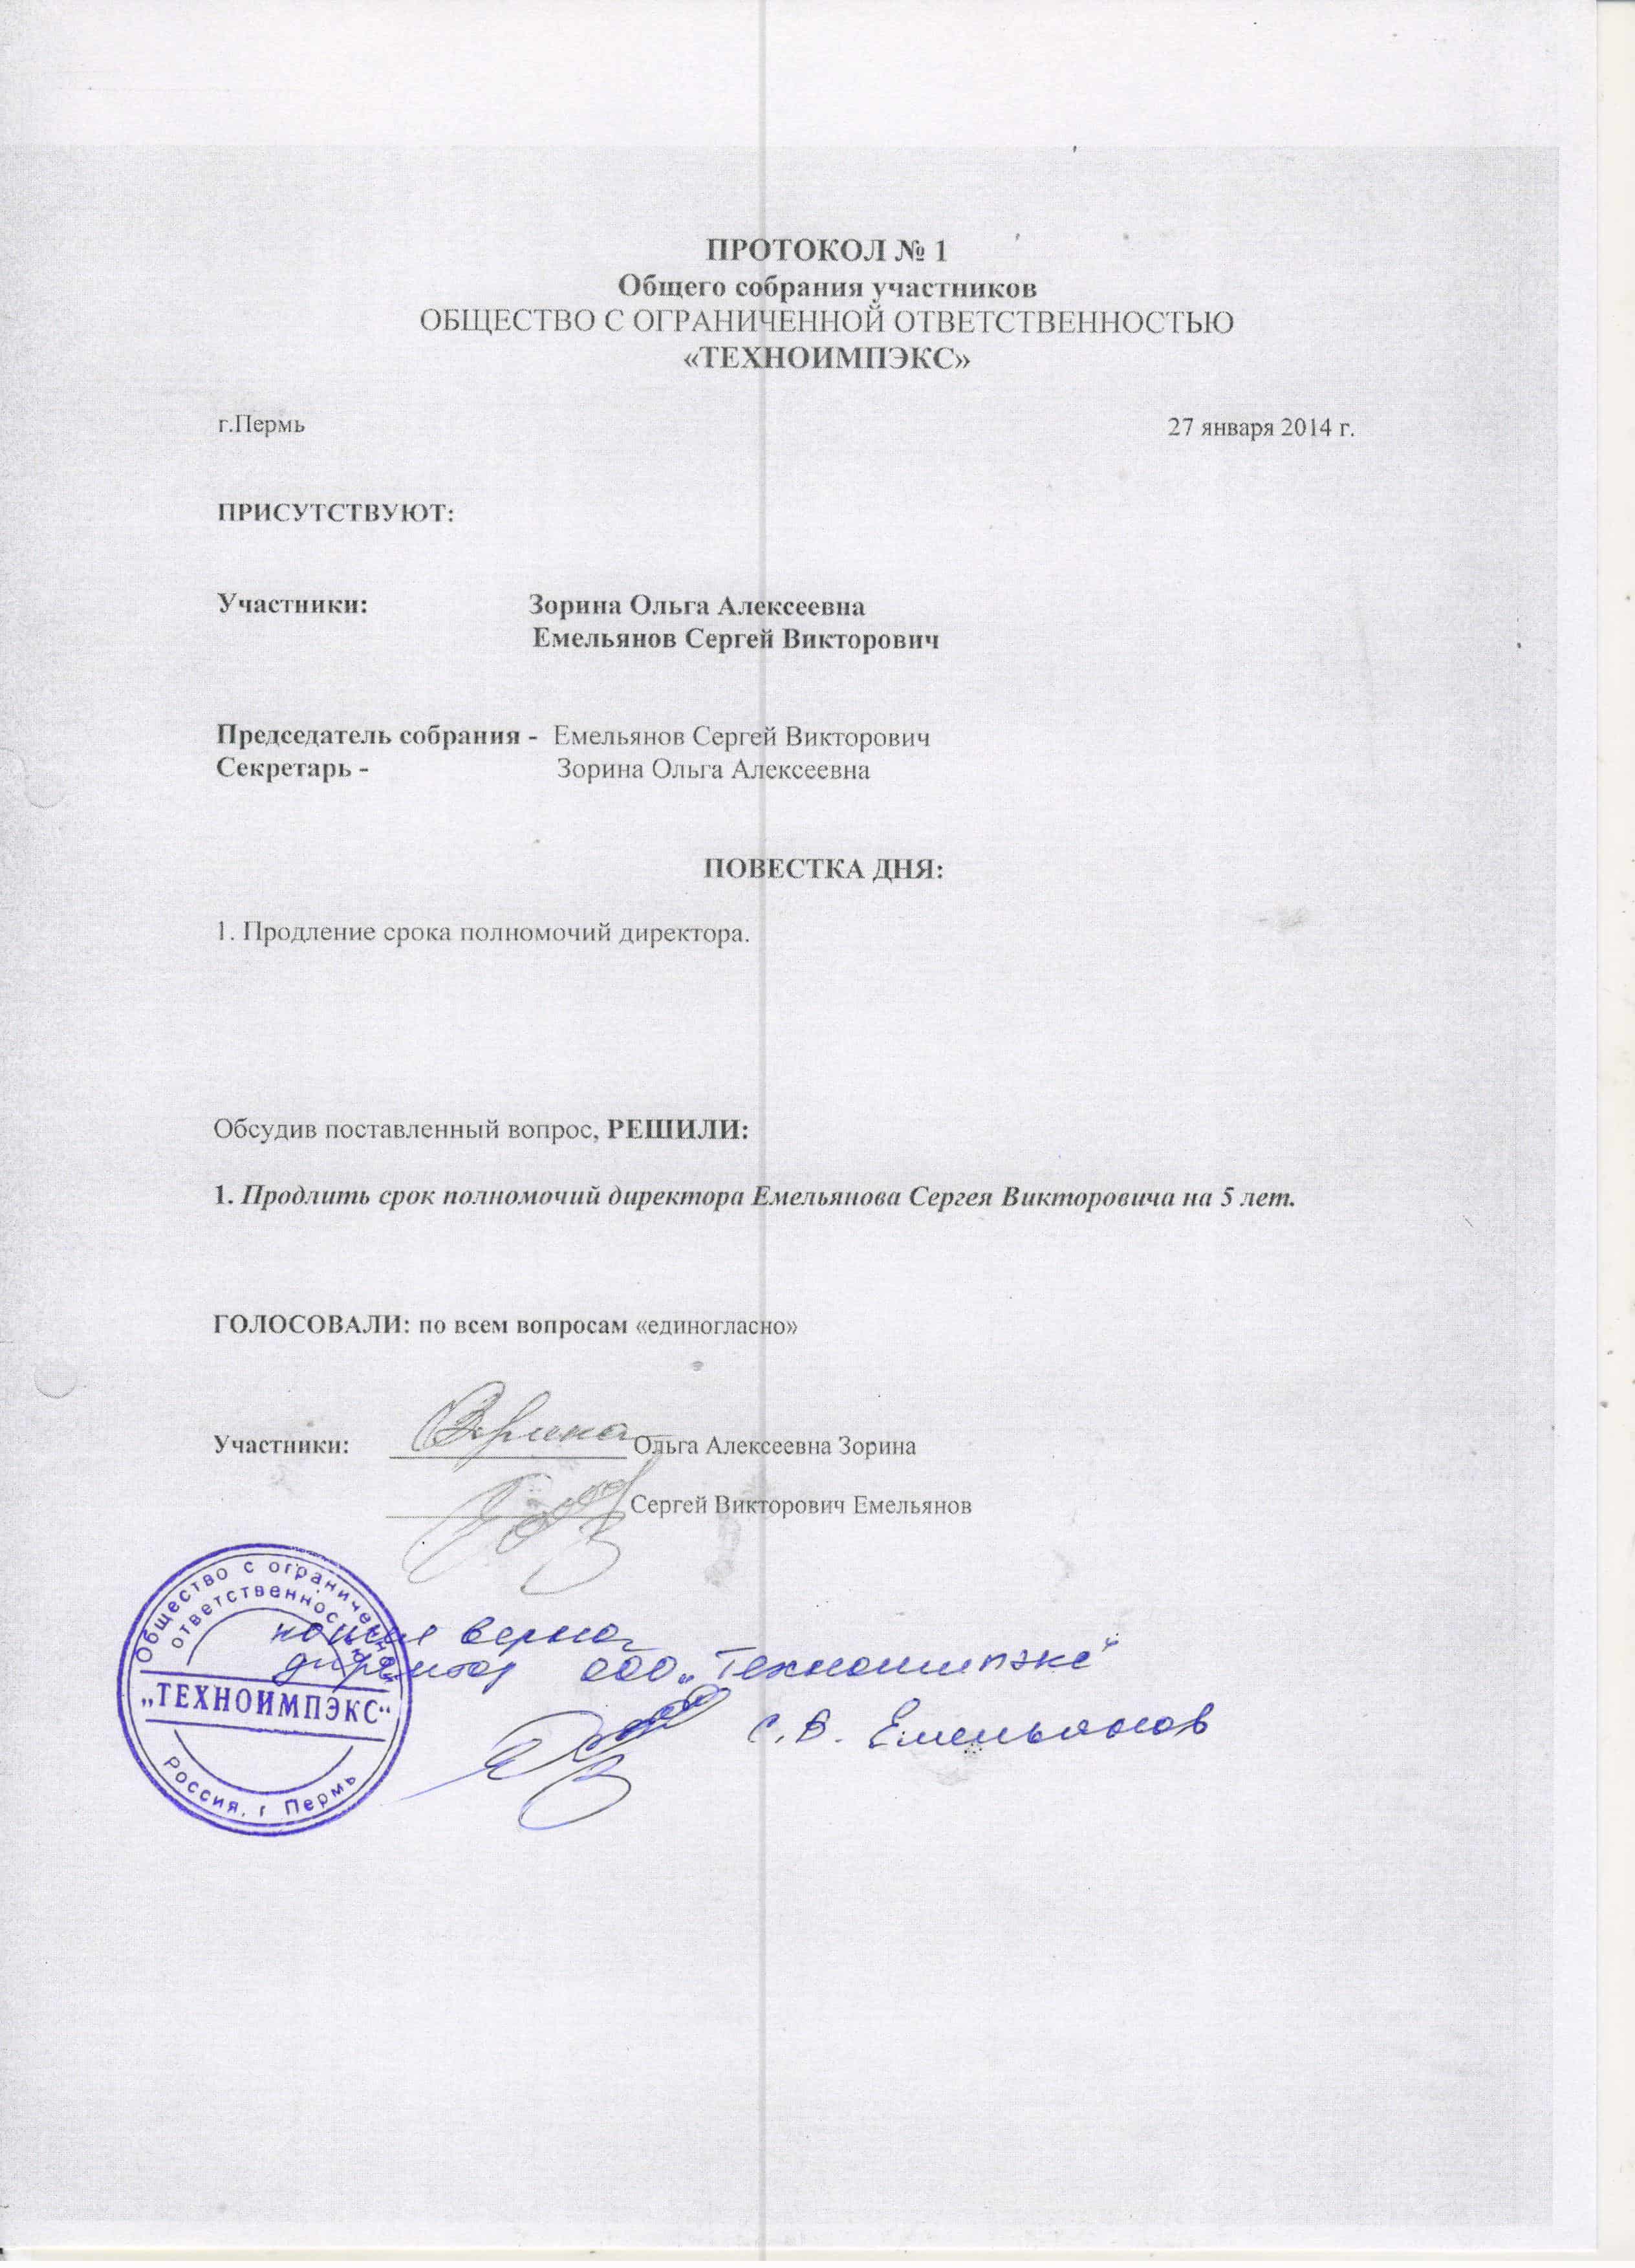 ПРОТОКОЛ № 1
Общего собрания участников
ОБЩЕСТВО С ОГРАНИЧЕННОЙ ОТВЕТСТВЕННОСТЬЮ
«ТЕХНОИМПЭКС»
г.Пермь 27 января 2014 г.
ПРИСУТСТВУЮТ:
Участники: Зорина Ольга Алексеевна
Емельянов Сергей Викторович
Председатель собрания - Емельянов Сергей Викторович
Секретарь - Зорина Ольга Алексеевна
ПОВЕСТКА ДНЯ:
1. Продление срока полномочий директора.
Обсудив поставленный вопрос, РЕШИЛИ:
1. Продлить срок полномочий директора Емельянова Сергея Викторовича на 5 лет.
ГОЛОСОВАЛИ: по всем вопросам «единогласно»
Участники: Зорина Ольга Алексеевна Зорина
Сергей Викторович Емельянов
Общество с ограниченной
ответственностью
„ТЕХНОИМПЭКС“
Россия, г Пермь
копия верна
директор ООО „Техноимпэкс"
С.В. Емельянов